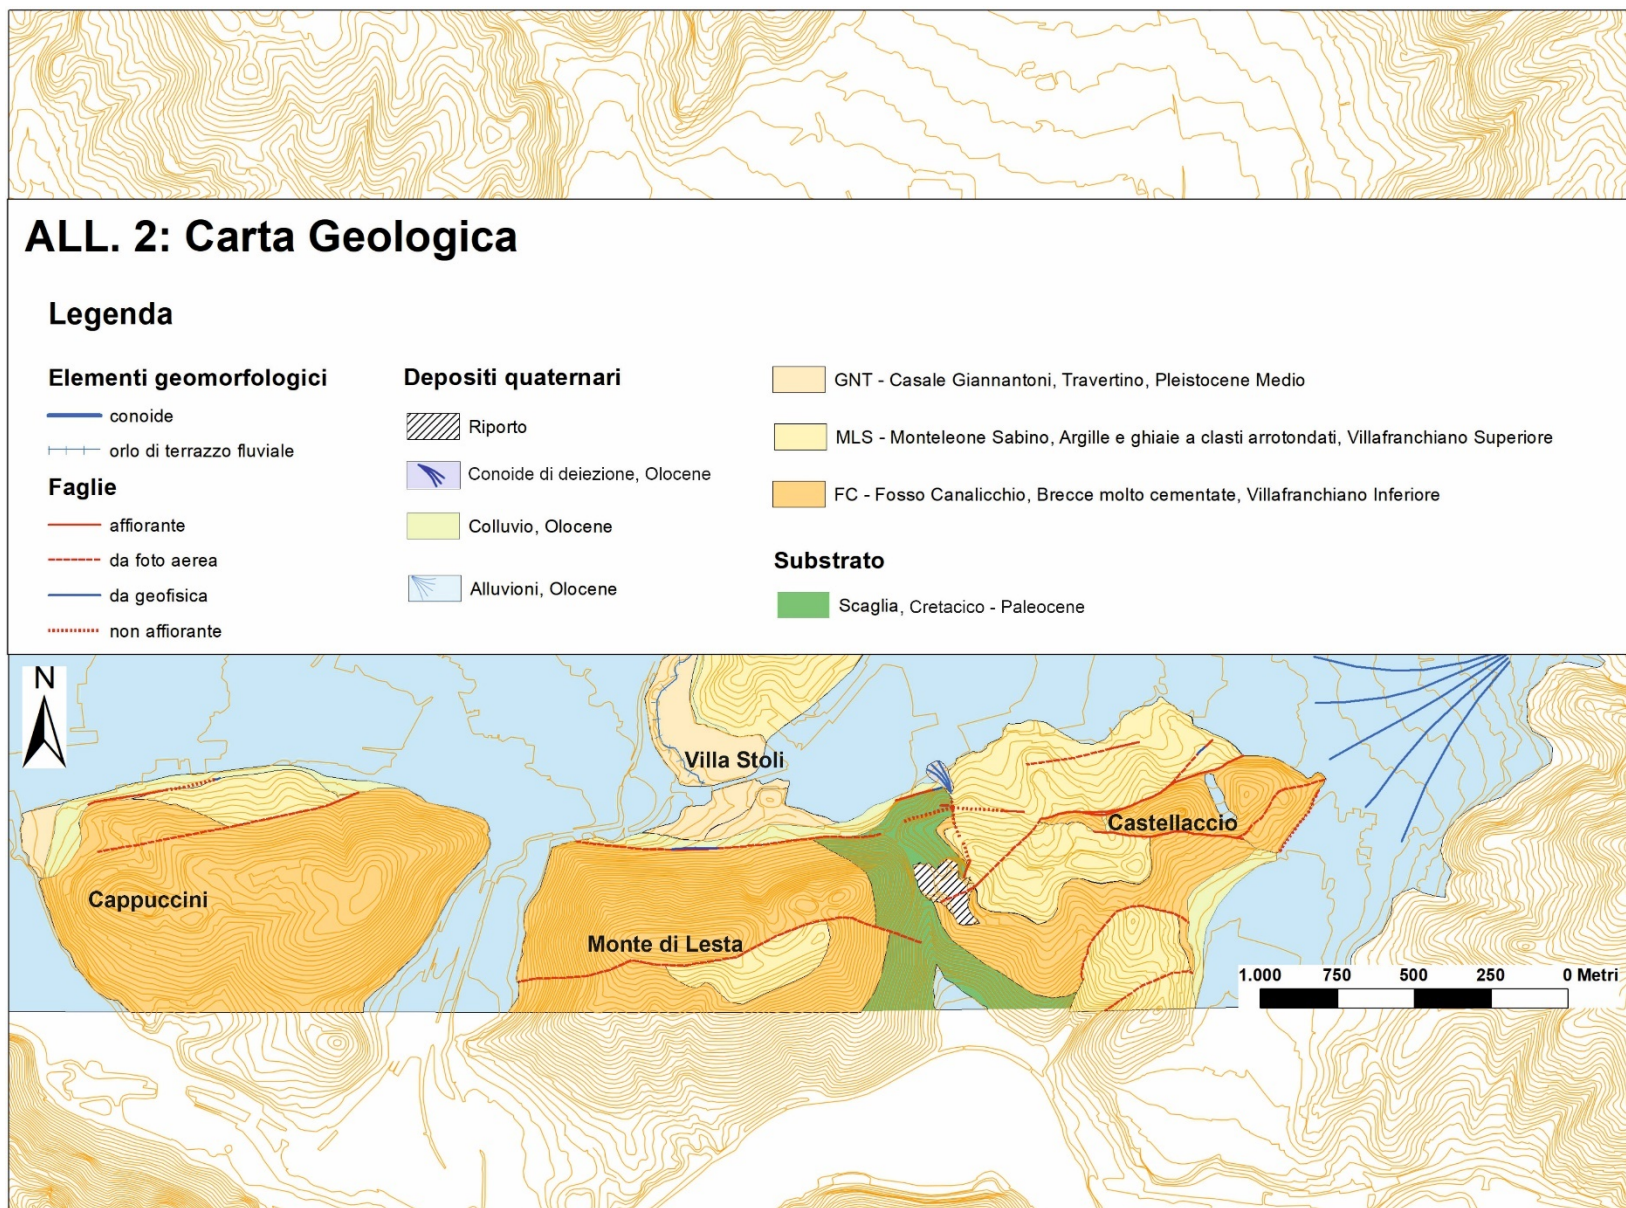 ALL. 2: Carta Geologica
Legenda
Elementi geomorfologici
conoide
orlo di terrazzo fluviale
Faglie
affiorante
da foto aerea
da geofisica
non affiorante
Depositi quaternari
Riporto
Conoide di deiezione, Olocene
Colluvio, Olocene
Alluvioni, Olocene
GNT - Casale Giannantoni, Travertino, Pleistocene Medio
MLS - Monteleone Sabino, Argille e ghiaie a clasti arrotondati, Villafranchiano Superiore
FC - Fosso Canalicchio, Brecce molto cementate, Villafranchiano Inferiore
Substrato
Scaglia, Cretacico - Paleocene
N
Villa Stoli
Castellaccio
Cappuccini
Monte di Lesta
1.000 750 500 250 0 Metri